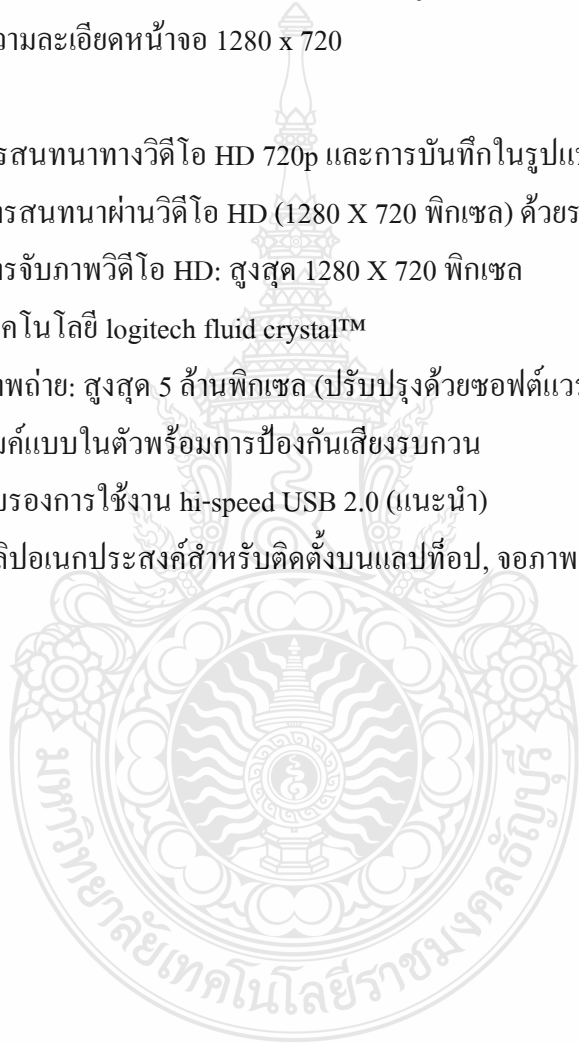 วามละเอียดหน้าจอ 1280 x 720
รสนทนาทางวิดีโอ HD 720p และการบันทึกในรูปแ
ารสนทนาผ่านวิดีโอ HD (1280 X 720 พิกเซล) ด้วยร
ารจับภาพวิดีโอ HD: สูงสุด 1280 X 720 พิกเซล
คโนโลยี logitech fluid crystal™
าพถ่าย: สูงสุด 5 ล้านพิกเซล (ปรับปรุงด้วยซอฟต์แวร
มค์แบบในตัวพร้อมการป้องกันเสียงรบกวน
บรองการใช้งาน hi-speed USB 2.0 (แนะนำ)
ลิปอเนกประสงค์สำหรับติดตั้งบนแลปท็อป, จอภาพ
มหาวิทยาลัยเทคโนโลยีราชมงคลธัญบุรี